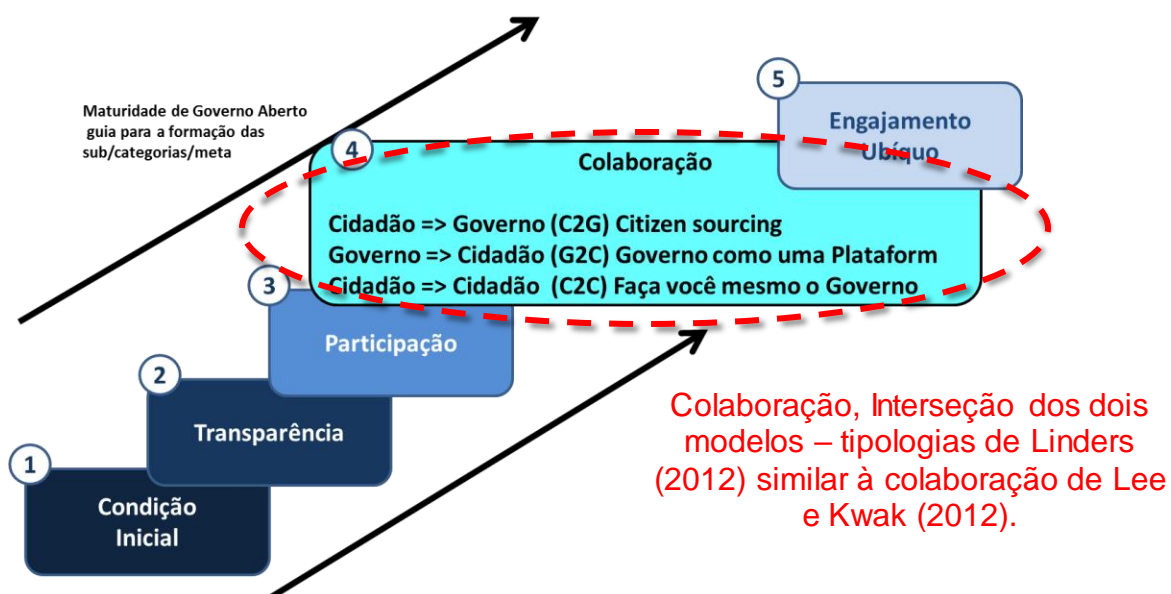 Maturidade de Governo Aberto
guia para a formação das
sub/categorias/meta
5
Engajamento
Ubíquo
4
Colaboração
Cidadão => Governo (C2G) Citizen sourcing
Governo => Cidadão (G2C) Governo como uma Plataform
Cidadão => Cidadão (C2C) Faça você mesmo o Governo
3
Participação
2
Transparência
1
Condição
Inicial
Colaboração, Interseção dos dois
modelos – tipologias de Linders
(2012) similar à colaboração de Lee
e Kwak (2012).